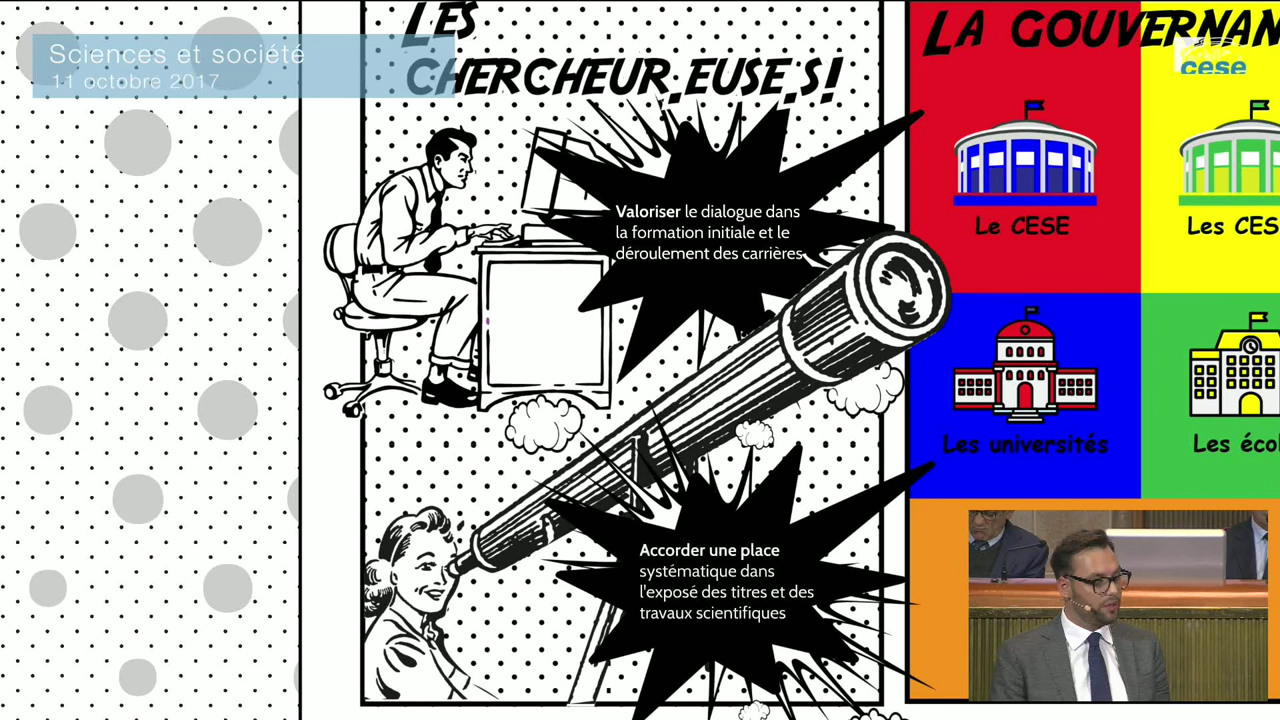 Sciences et société
11 octobre 2017
LES
CHERCHEUR.EUSE.S!
Valoriser le dialogue dans
la formation initiale et le
déroulement des carrières
Accorder une place
systématique dans
l'exposé des titres et des
travaux scientifiques
LA GOUVERNAN
cese
Le CESE
Les CES
Les universités
Les écol